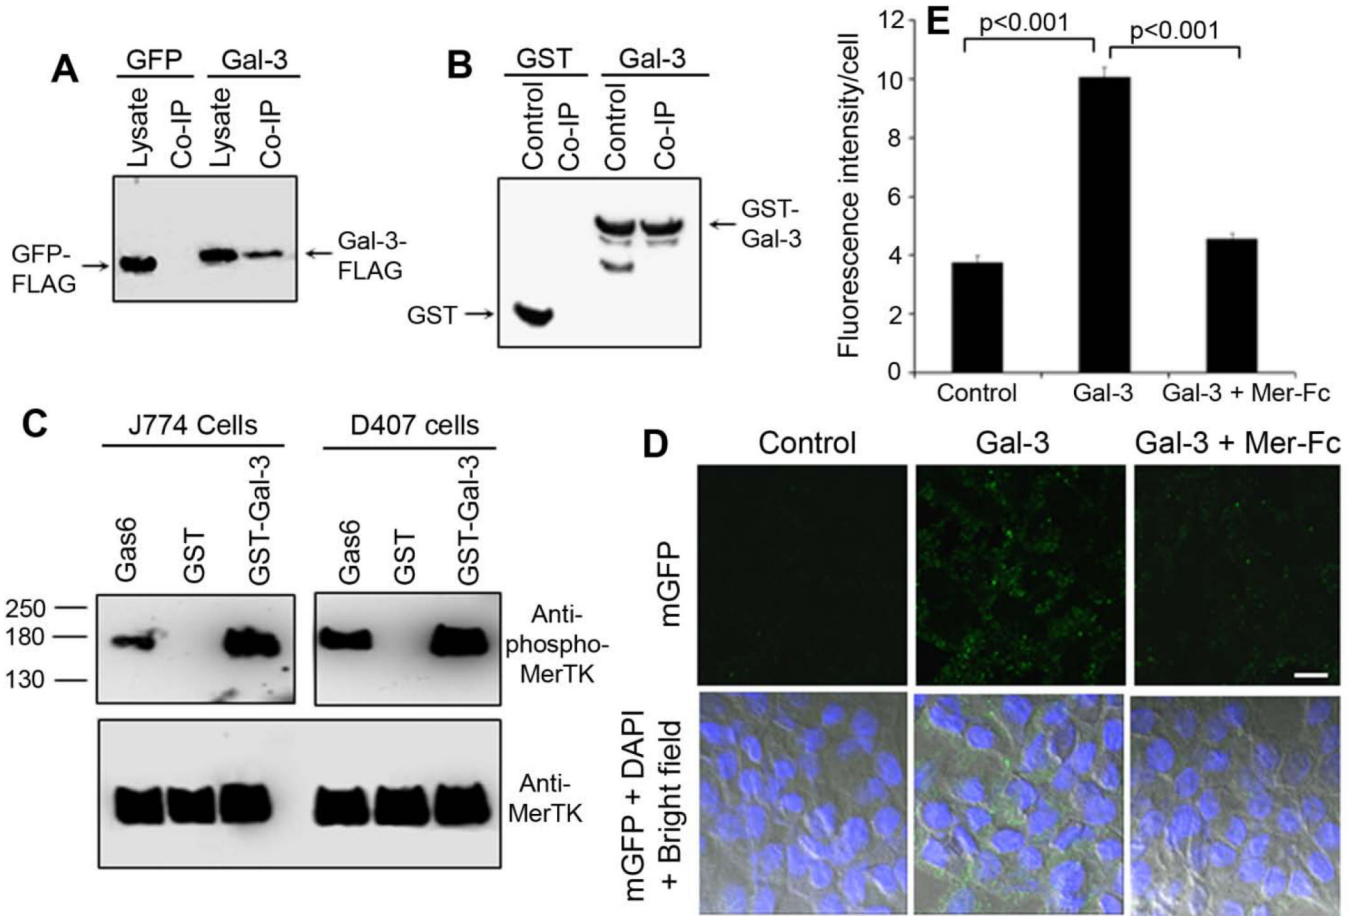 A
GFP Gal-3
Lysate
Co-IP
Lysate
Co-IP
GFP-
FLAG
Gal-3-
FLAG
B
GST Gal-3
Control
Co-IP
Control
Co-IP
GST-
Gal-3
GST
C
J774 Cells D407 cells
Gas6
GST
GST-Gal-3
Gas6
GST
GST-Gal-3
250
180
130
Anti-
phospho-
MerTK
Anti-
MerTK
E
Fluorescence intensity/cell
12
10
8
6
4
2
0
p<0.001
p<0.001
Control Gal-3 Gal-3 + Mer-Fc
D
Control Gal-3 Gal-3 + Mer-Fc
mGFP
mGFP + DAPI
+ Bright field